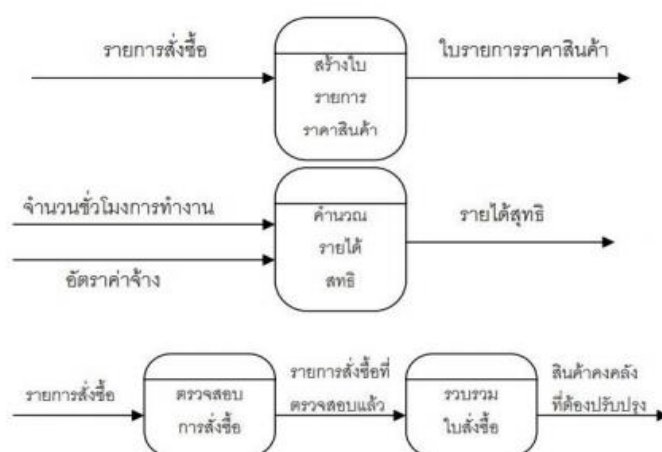 รายการสั่งซื้อ
สร้างใบ
รายการ
ราคาสินค้า
ใบรายการราคาสินค้า
จำนวนชั่วโมงการทำงาน
อัตราค่าจ้าง
คำนวณ
รายได้
สทธิ
รายได้สุทธิ
รายการสั่งซื้อ
ตรวจสอบ
การสั่งซื้อ
รายการสั่งซื้อที่
ตรวจสอบแล้ว
รวบรวม
ใบสั่งซื้อ
สินค้าคงคลัง
ที่ต้องปรับปรุง